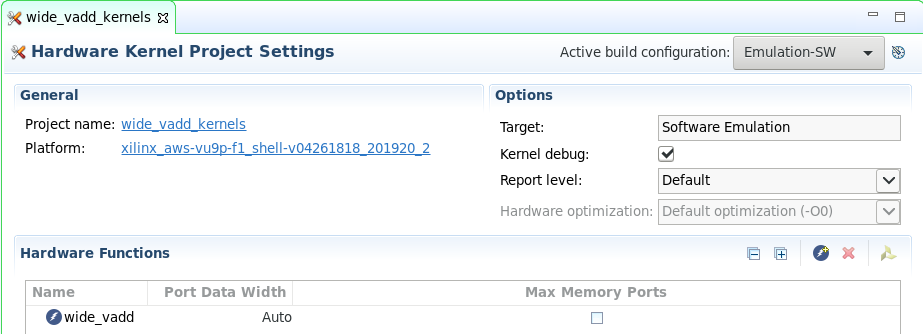 wide_vadd_kernels
Hardware Kernel Project Settings
Active build configuration: Emulation-SW
General
Project name: wide_vadd_kernels
Platform: xilinx_aws-vu9p-f1_shell-v04261818_201920_2
Options
Target: Software Emulation
Kernel debug:
Report level: Default
Hardware optimization: Default optimization (-O0)
Hardware Functions
Name Port Data Width Max Memory Ports
wide_vadd Auto